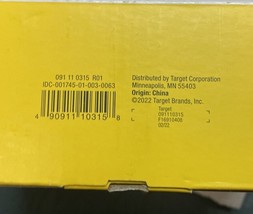 091 11 0315 R01
IDC-001745-01-003-0063
4 90911 10315 8
Distributed by Target Corporation
Minneapolis, MN 55403
Origin: China
©2022 Target Brands, Inc.
Target
091110315